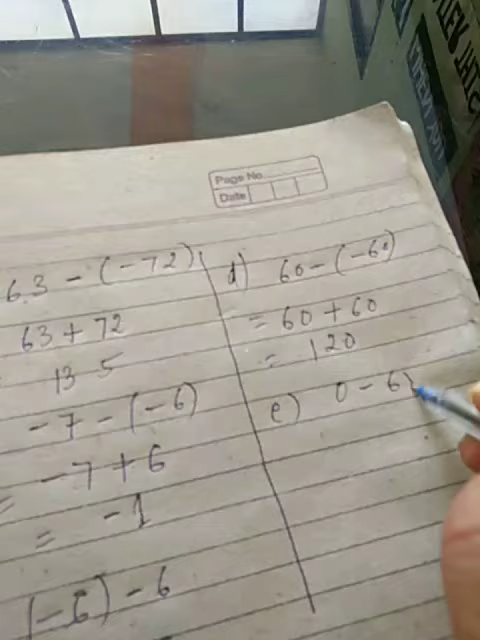 Page No.
Date
63 - (-72)
63 + 72
135
-7 - (-6)
= -7 + 6
= -1
(-6) - 6
d) 60 - (-60)
= 60 + 60
= 120
e) 0 - 6